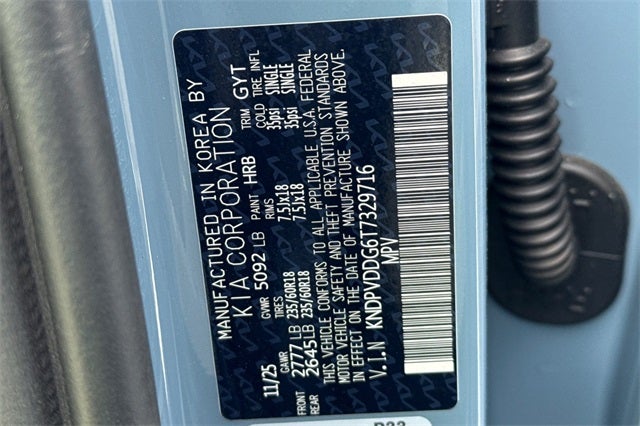 MANUFACTURED IN KOREA BY
KIA CORPORATION
11/25 GVWR 5092 LB PAINT HRB TRIM GYT
GAWR TIRES RIMS COLD TIRE INFL
FRONT 2777 LB 235/60R18 7.5Jx18 35psi SINGLE
REAR 2645 LB 235/60R18 7.5Jx18 35psi SINGLE
THIS VEHICLE CONFORMS TO ALL APPLICABLE U.S.A. FEDERAL
MOTOR VEHICLE SAFETY AND THEFT PREVENTION STANDARDS
IN EFFECT ON THE DATE OF MANUFACTURE SHOWN ABOVE.
V.I.N KNDPVDDG6T7329716
MPV